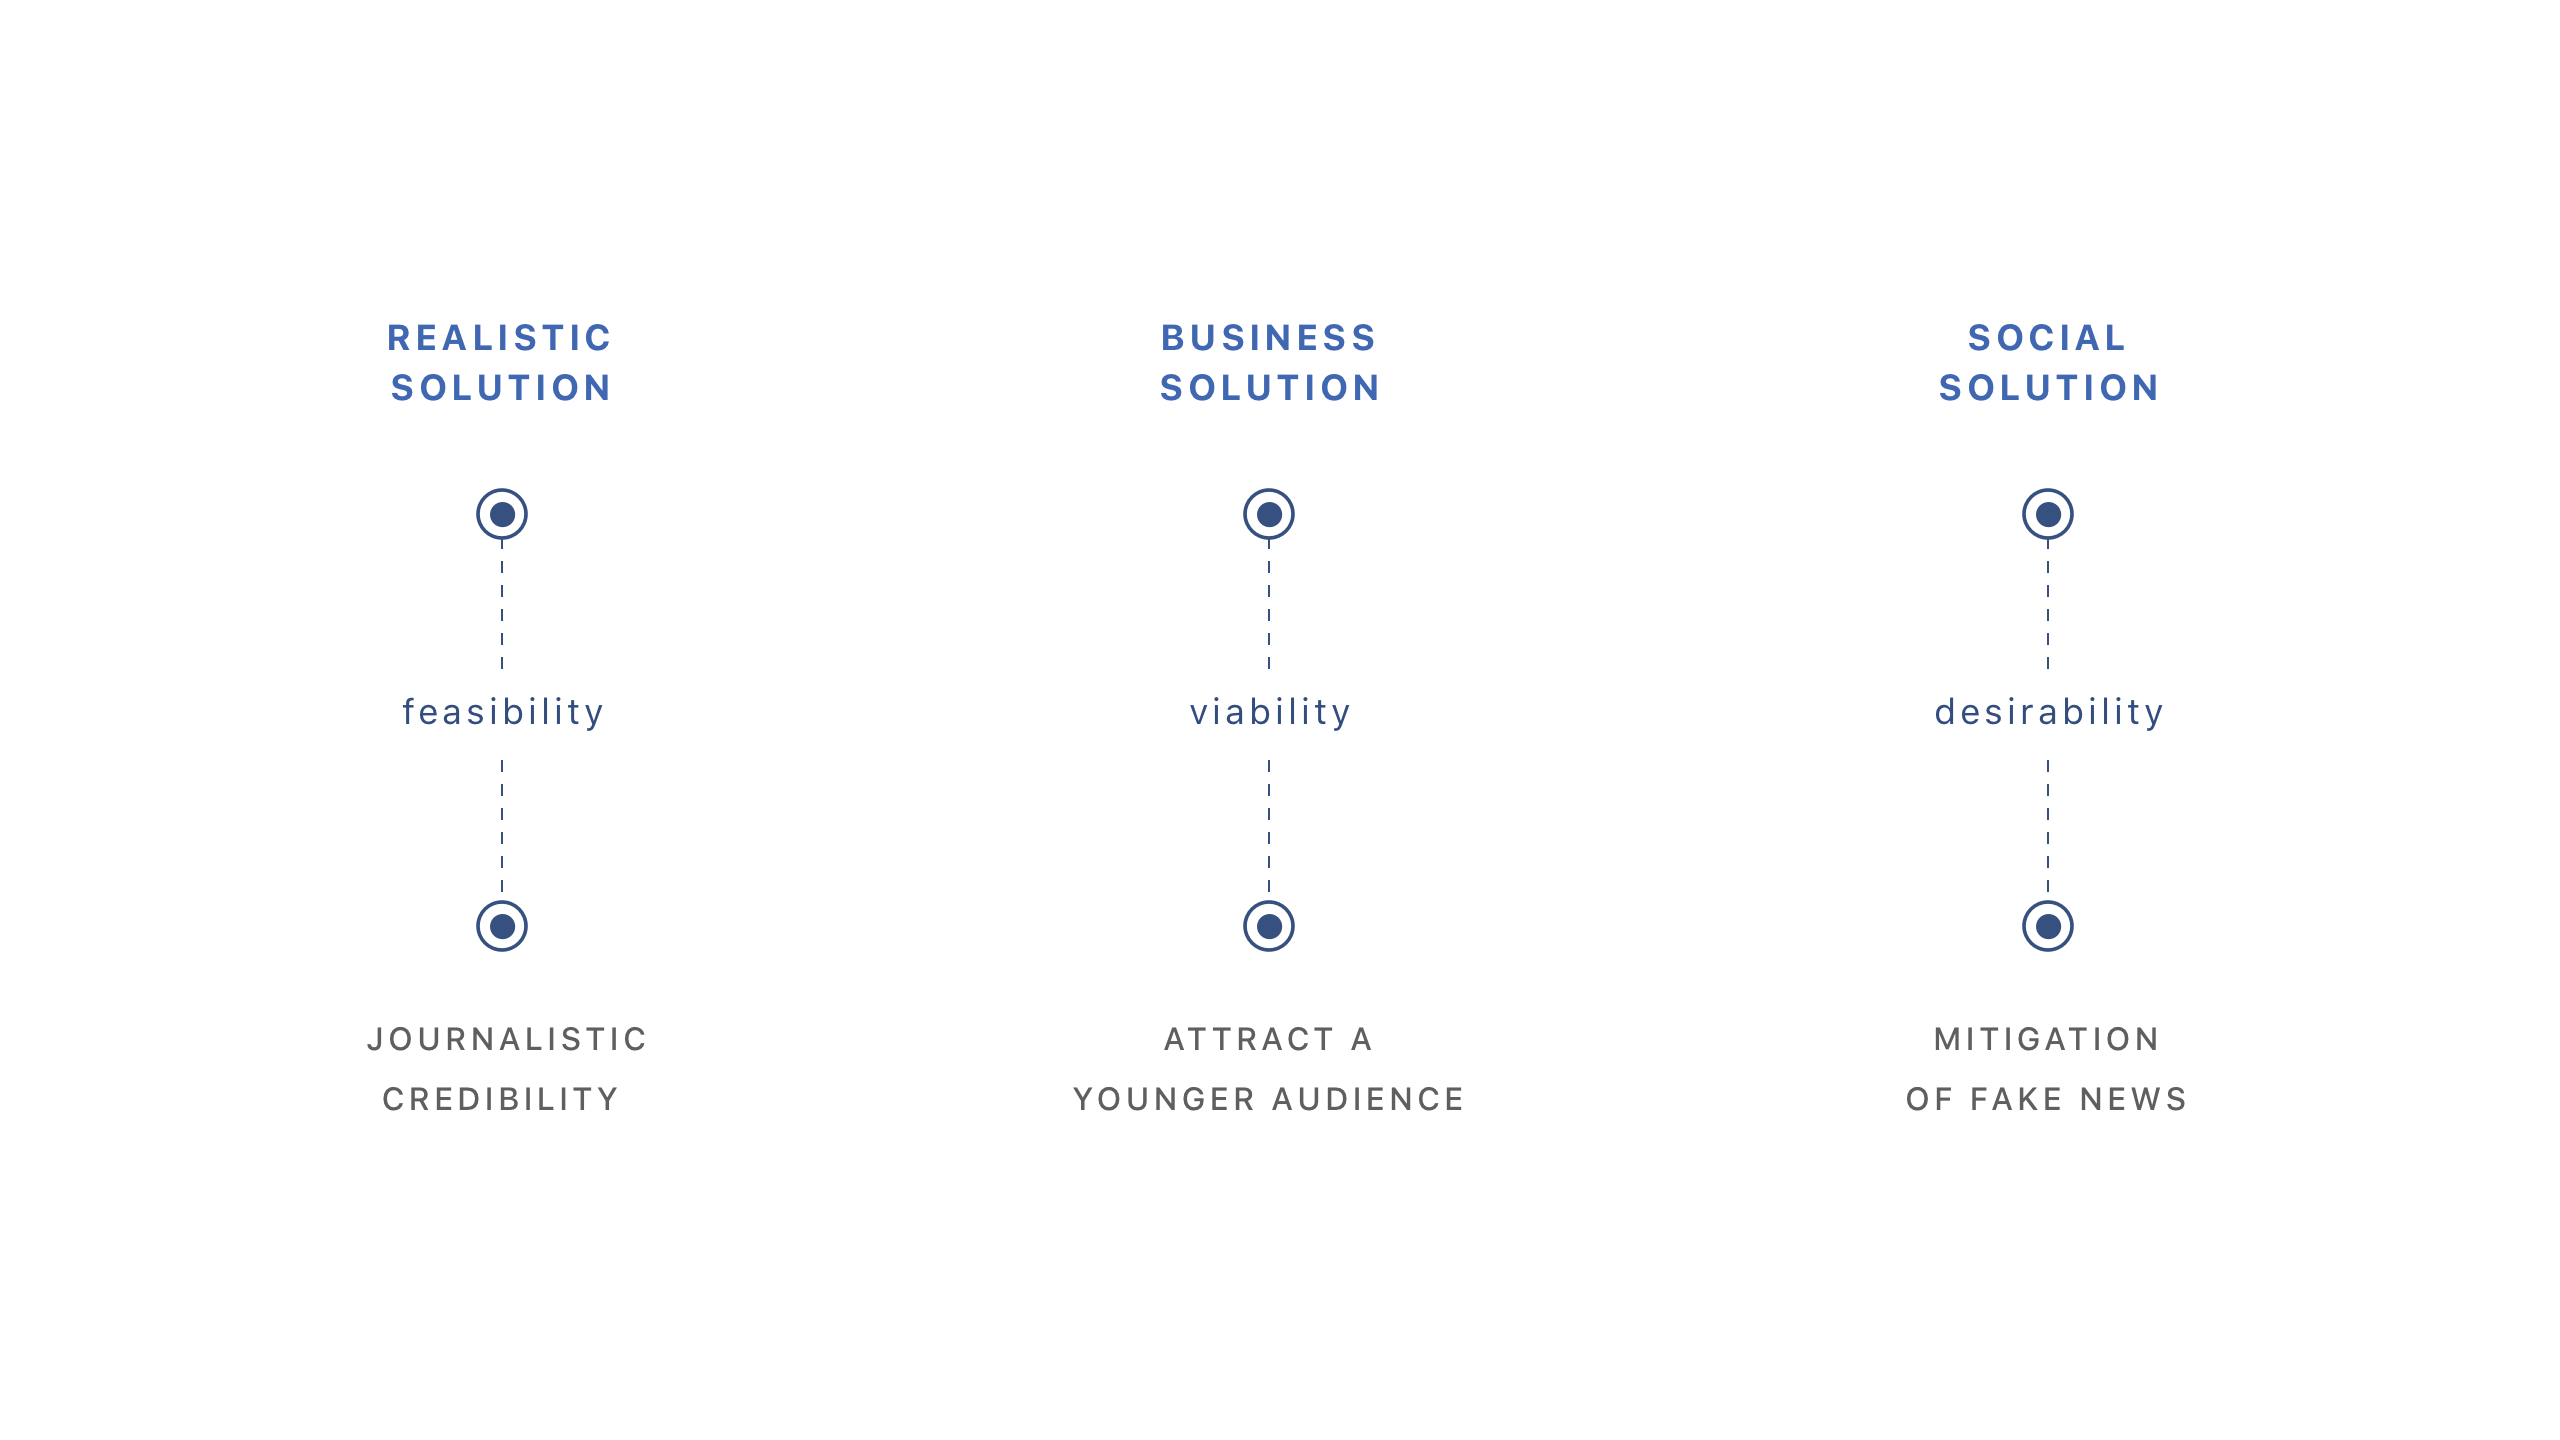 REALISTIC
SOLUTION
feasibility
JOURNALISTIC
CREDIBILITY
BUSINESS
SOLUTION
viability
ATTRACT A
YOUNGER AUDIENCE
SOCIAL
SOLUTION
desirability
MITIGATION
OF FAKE NEWS